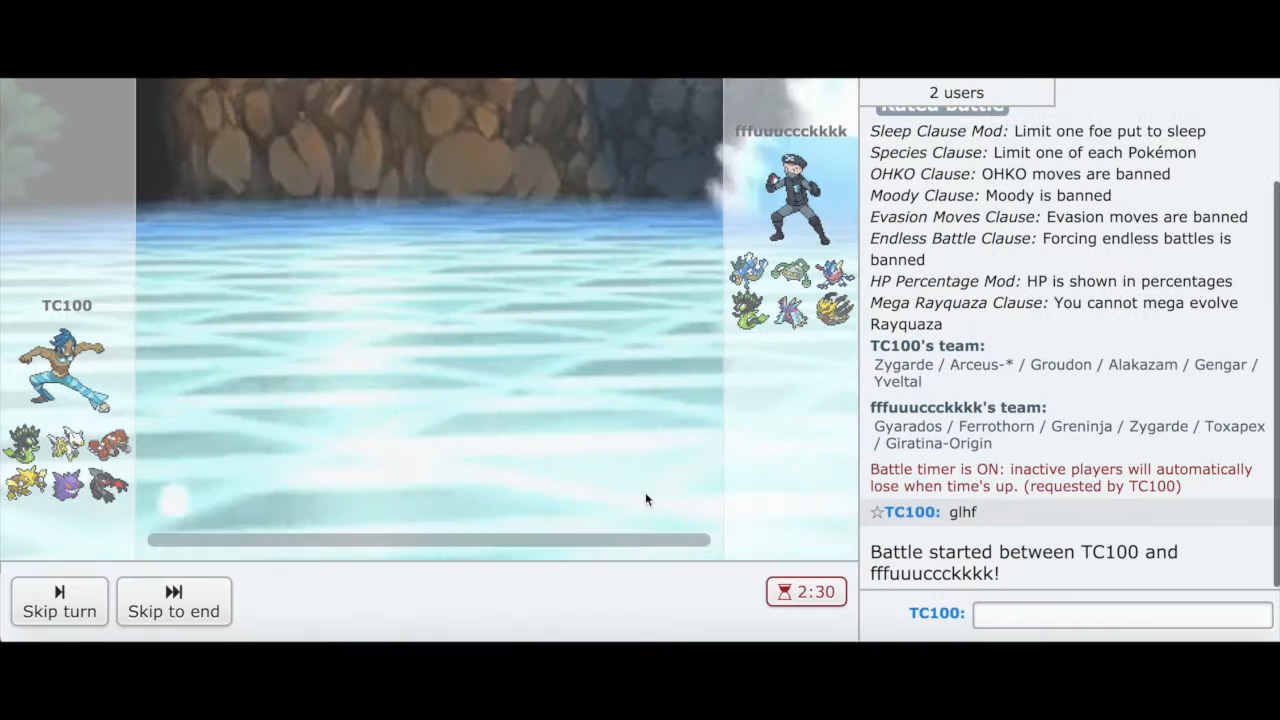 2 users
Rated battle
fffuuuccckkkk
Sleep Clause Mod: Limit one foe put to sleep
Species Clause: Limit one of each Pokémon
OHKO Clause: OHKO moves are banned
Moody Clause: Moody is banned
Evasion Moves Clause: Evasion moves are banned
Endless Battle Clause: Forcing endless battles is
banned
HP Percentage Mod: HP is shown in percentages
Mega Rayquaza Clause: You cannot mega evolve
Rayquaza
TC100
TC100's team:
Zygarde / Arceus-* / Groudon / Alakazam / Gengar /
Yveltal
fffuuuccckkkk's team:
Gyarados / Ferrothorn / Greninja / Zygarde / Toxapex
/ Giratina-Origin
Battle timer is ON: inactive players will automatically
lose when time's up. (requested by TC100)
☆TC100: glhf
Battle started between TC100 and
fffuuuccckkkk!
Skip turn
Skip to end
2:30
TC100: